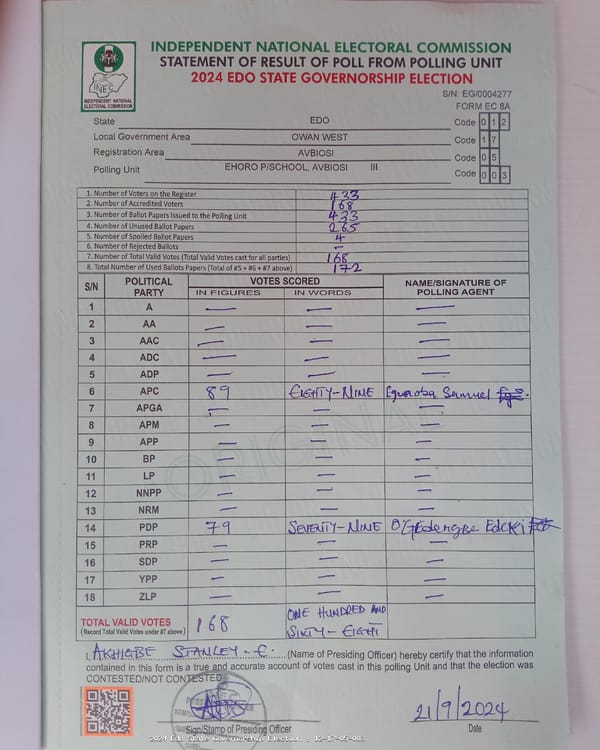 INDEPENDENT NATIONAL ELECTORAL COMMISSION
STATEMENT OF RESULT OF POLL FROM POLLING UNIT
2024 EDO STATE GOVERNORSHIP ELECTION
INEC
INDEPENDENT NATIONAL
ELECTORAL COMMISSION
S/N: EG/0004277
FORM EC 8A
State EDO Code 0 1 2
Local Government Area OWAN WEST Code 1 7
Registration Area AVBIOSI Code 0 5
Polling Unit EHORO P/SCHOOL, AVBIOSI III Code 0 0 3
1. Number of Voters on the Register 433
2. Number of Accredited Voters 168
3. Number of Ballot Papers Issued to the Polling Unit 433
4. Number of Unused Ballot Papers 265
5. Number of Spoiled Ballot Papers 4
6. Number of Rejected Ballots —
7. Number of Total Valid Votes (Total Valid Votes cast for all parties) 168
8. Total Number of Used Ballots Papers (Total of #5 + #6 + #7 above) 172
S/N POLITICAL PARTY VOTES SCORED NAME/SIGNATURE OF POLLING AGENT
IN FIGURES IN WORDS
1 A — — —
2 AA — — —
3 AAC — — —
4 ADC — — —
5 ADP — — —
6 APC 89 EIGHTY-NINE Samuel
7 APGA — — —
8 APM — — —
9 APP — — —
10 BP — — —
11 LP — — —
12 NNPP — — —
13 NRM — — —
14 PDP 79 SEVENTY-NINE
15 PRP — — —
16 SDP — — —
17 YPP — — —
18 ZLP — — —
TOTAL VALID VOTES 168 ONE HUNDRED AND
(Record Total Valid Votes under #7 above) SIXTY-EIGHT
I, AKHIGBE STANLEY-E. (Name of Presiding Officer) hereby certify that the information
contained in this form is a true and accurate account of votes cast in this polling Unit and that the election was
CONTESTED/NOT CONTESTED
21/9/2024
Sign/Stamp of Presiding Officer Date
2024 Edo State Governorship Election - 12-17-05-003
ORIGINAL